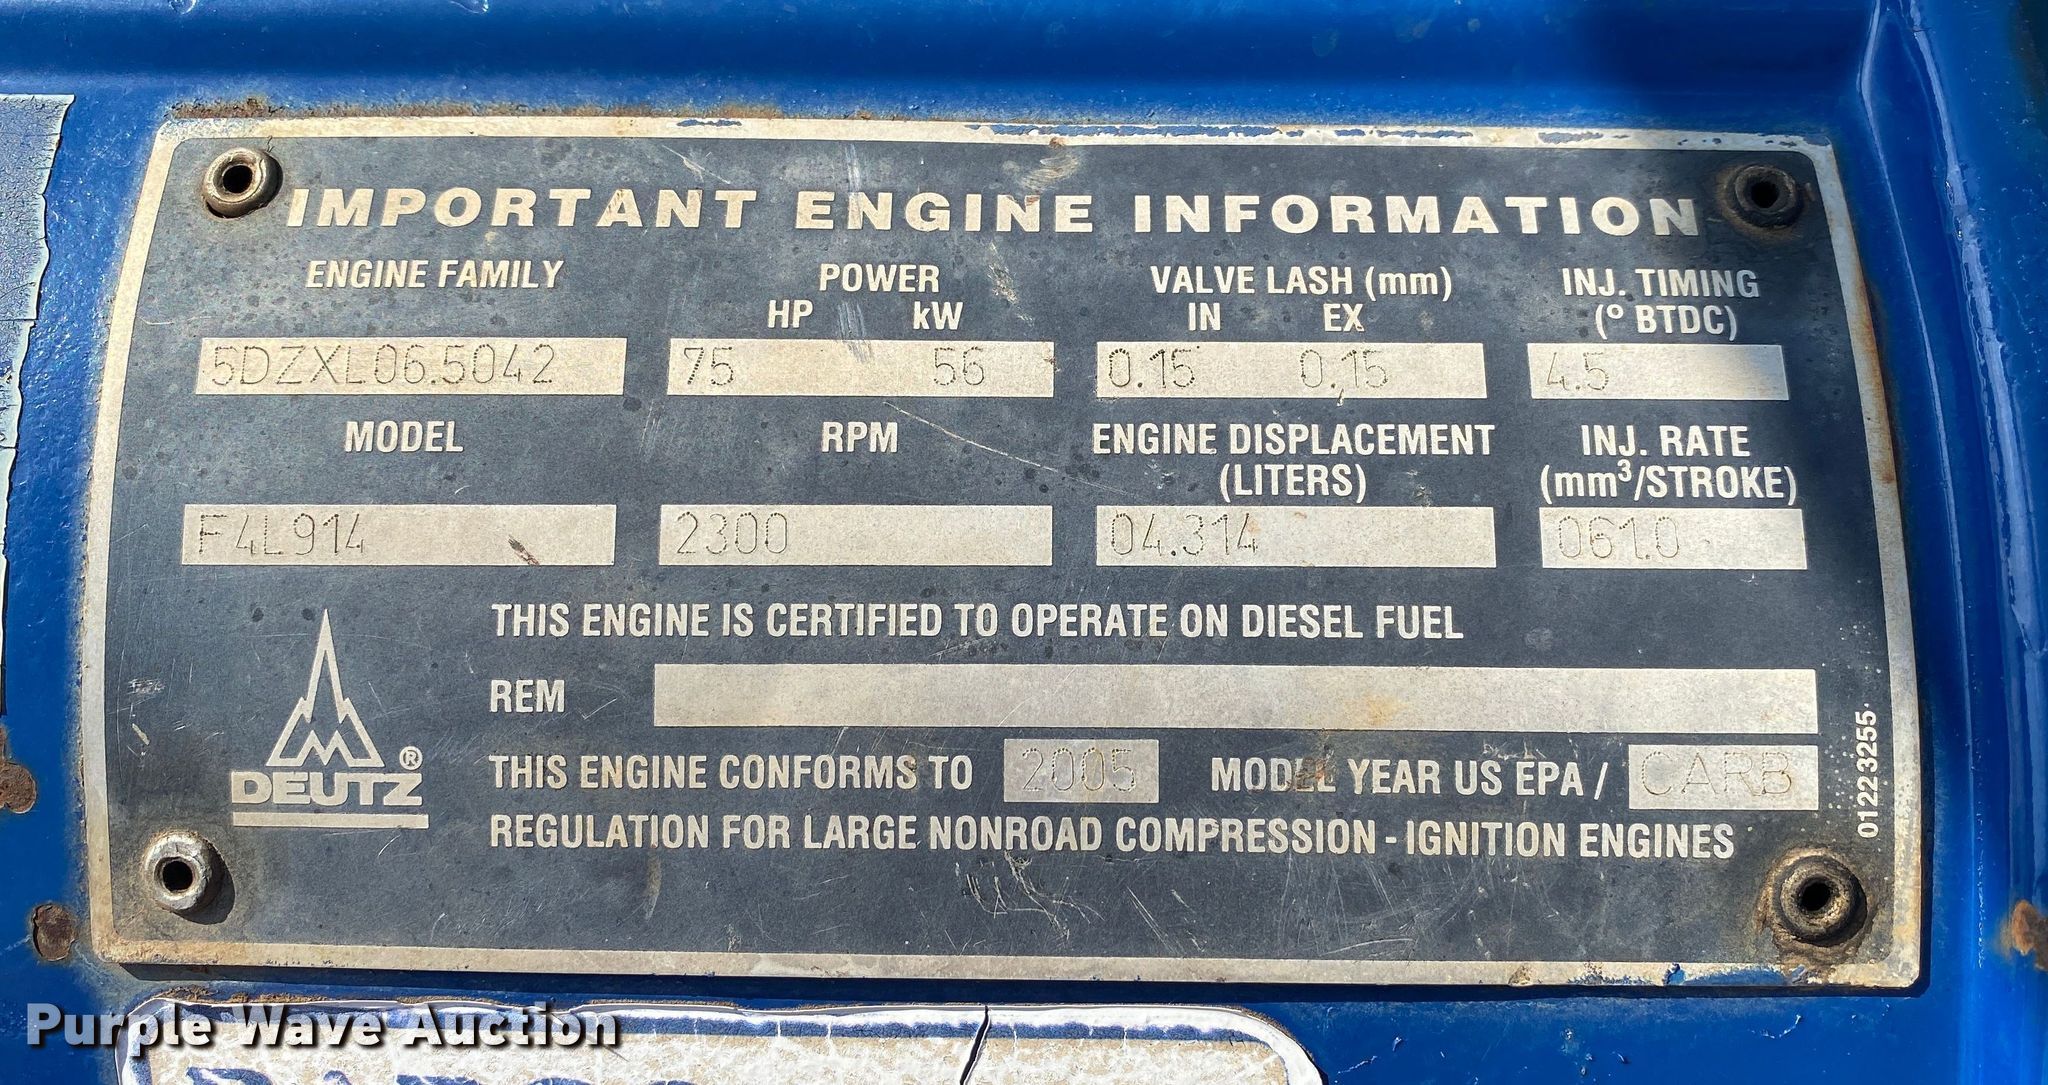 IMPORTANT ENGINE INFORMATION
ENGINE FAMILY POWER VALVE LASH (mm) INJ. TIMING
HP kW IN EX (° BTDC)
5DZXL06.5042 75 56 0.15 0.15 4.5
MODEL RPM ENGINE DISPLACEMENT INJ. RATE
(LITERS) (mm³/STROKE)
F4L914 2300 04.314 061.0
THIS ENGINE IS CERTIFIED TO OPERATE ON DIESEL FUEL
REM
THIS ENGINE CONFORMS TO 2005 MODEL YEAR US EPA / CARB
REGULATION FOR LARGE NONROAD COMPRESSION - IGNITION ENGINES
DEUTZ®
01223255
Purple Wave Auction